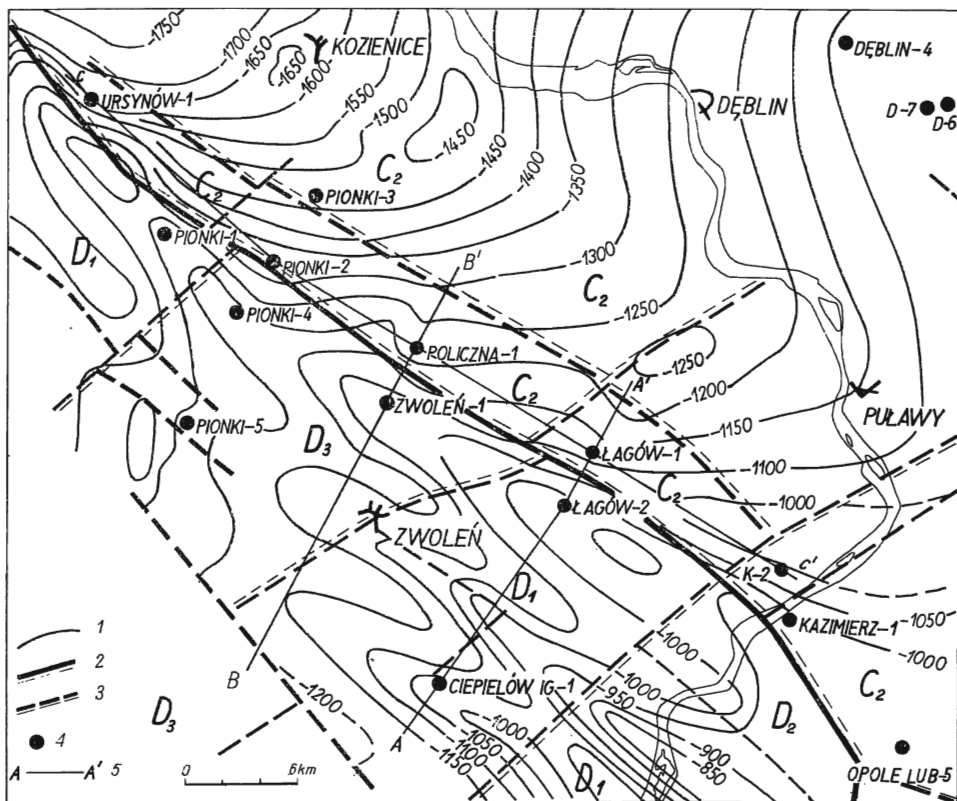 -1750
-1700
-1650
-1650
-1600
KOZIENICE
DĘBLIN-4
C
URSYNÓW-1
-1550
-1500
DĘBLIN
D-7
D-6
-1450
-1450
-1400
-1350
C₂
C₂
PIONKI-3
PIONKI-1
D₁
PIONKI-2
B'
-1300
C₂
PIONKI-4
-1250
ROLICZNA-1
A'
-1250
C₂
-1200
ZWOLEŃ-1
PUŁAWY
-1150
PIONKI-5
D₃
ŁAGÓW-1
-1100
C₂
-1000
ŁAGÓW-2
ZWOLEŃ
K-2
C'
D₁
KAZIMIERZ-1
-1050
1
-1000
-1000
2
B
CIEPIELÓW IG-1
-1000
C₂
3
D₃
-1200
-950
D₂
A
-1000
-900
4
-1050
-850
-1100
A
A'
5
0
6km
-1150
D₁
OPOLE LUB-5